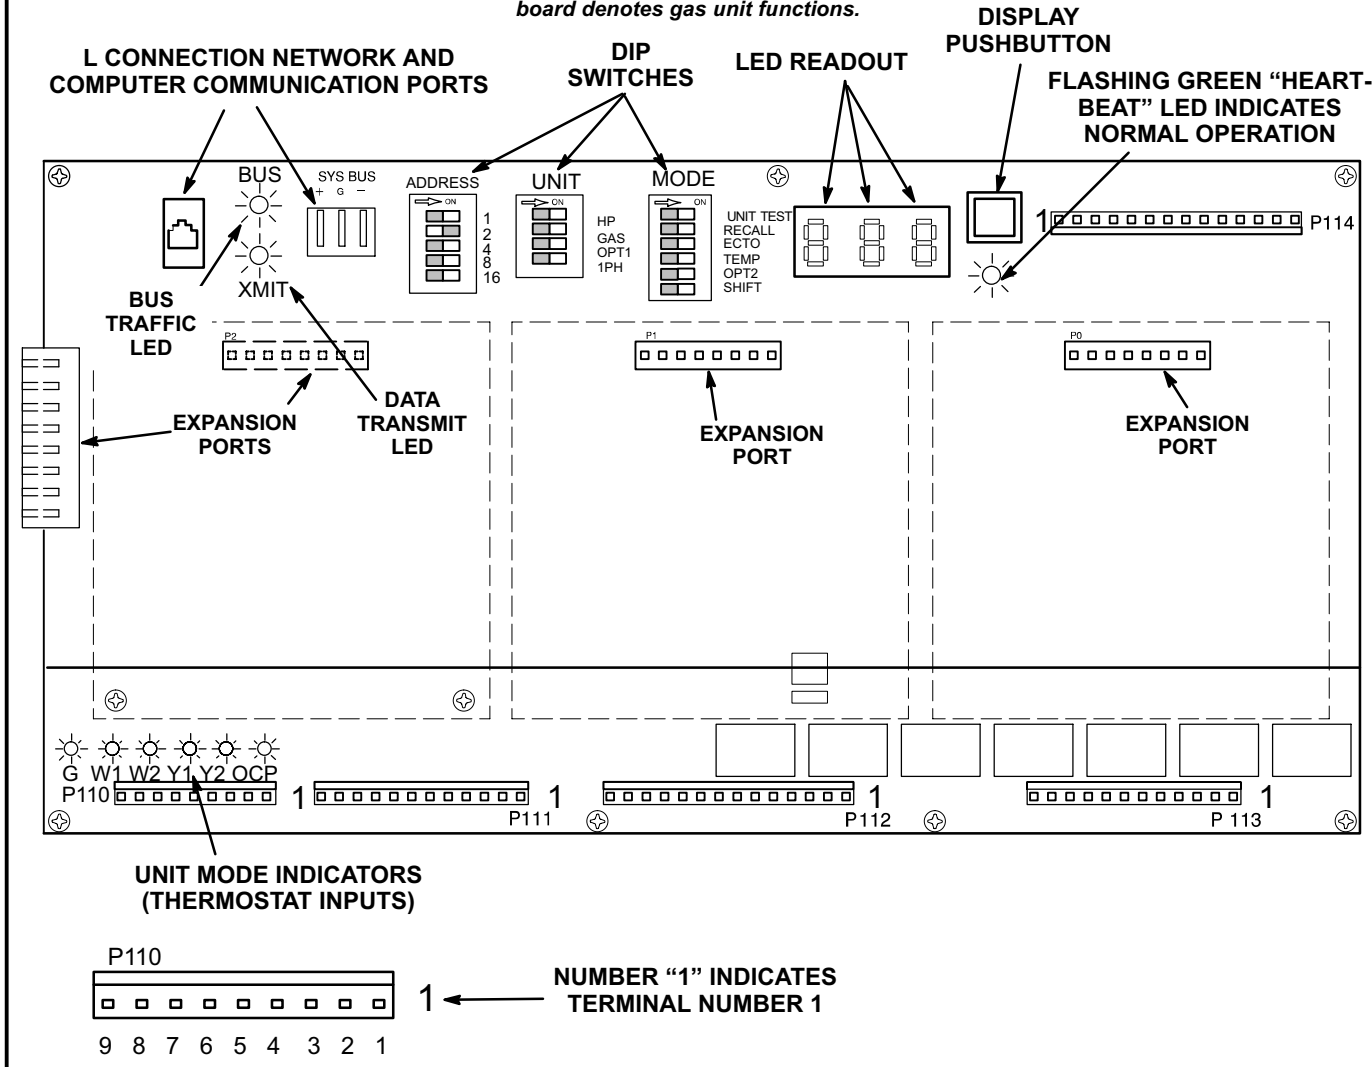 board denotes gas unit functions.
L CONNECTION NETWORK AND
COMPUTER COMMUNICATION PORTS
DIP
SWITCHES
LED READOUT
DISPLAY
PUSHBUTTON
FLASHING GREEN “HEART-
BEAT” LED INDICATES
NORMAL OPERATION
BUS
XMIT
SYS BUS
+ G −
ADDRESS
ON
1
2
4
8
16
UNIT
ON
HP
GAS
OPT1
1PH
MODE
ON
UNIT TEST
RECALL
ECTO
TEMP
OPT2
SHIFT
1
P114
BUS
TRAFFIC
LED
P2
P1
P0
EXPANSION
PORTS
DATA
TRANSMIT
LED
EXPANSION
PORT
EXPANSION
PORT
G W1 W2 Y1 Y2 OCP
P110
1
P111
1
P112
1
P 113
UNIT MODE INDICATORS
(THERMOSTAT INPUTS)
P110
1
NUMBER “1” INDICATES
TERMINAL NUMBER 1
9 8 7 6 5 4 3 2 1